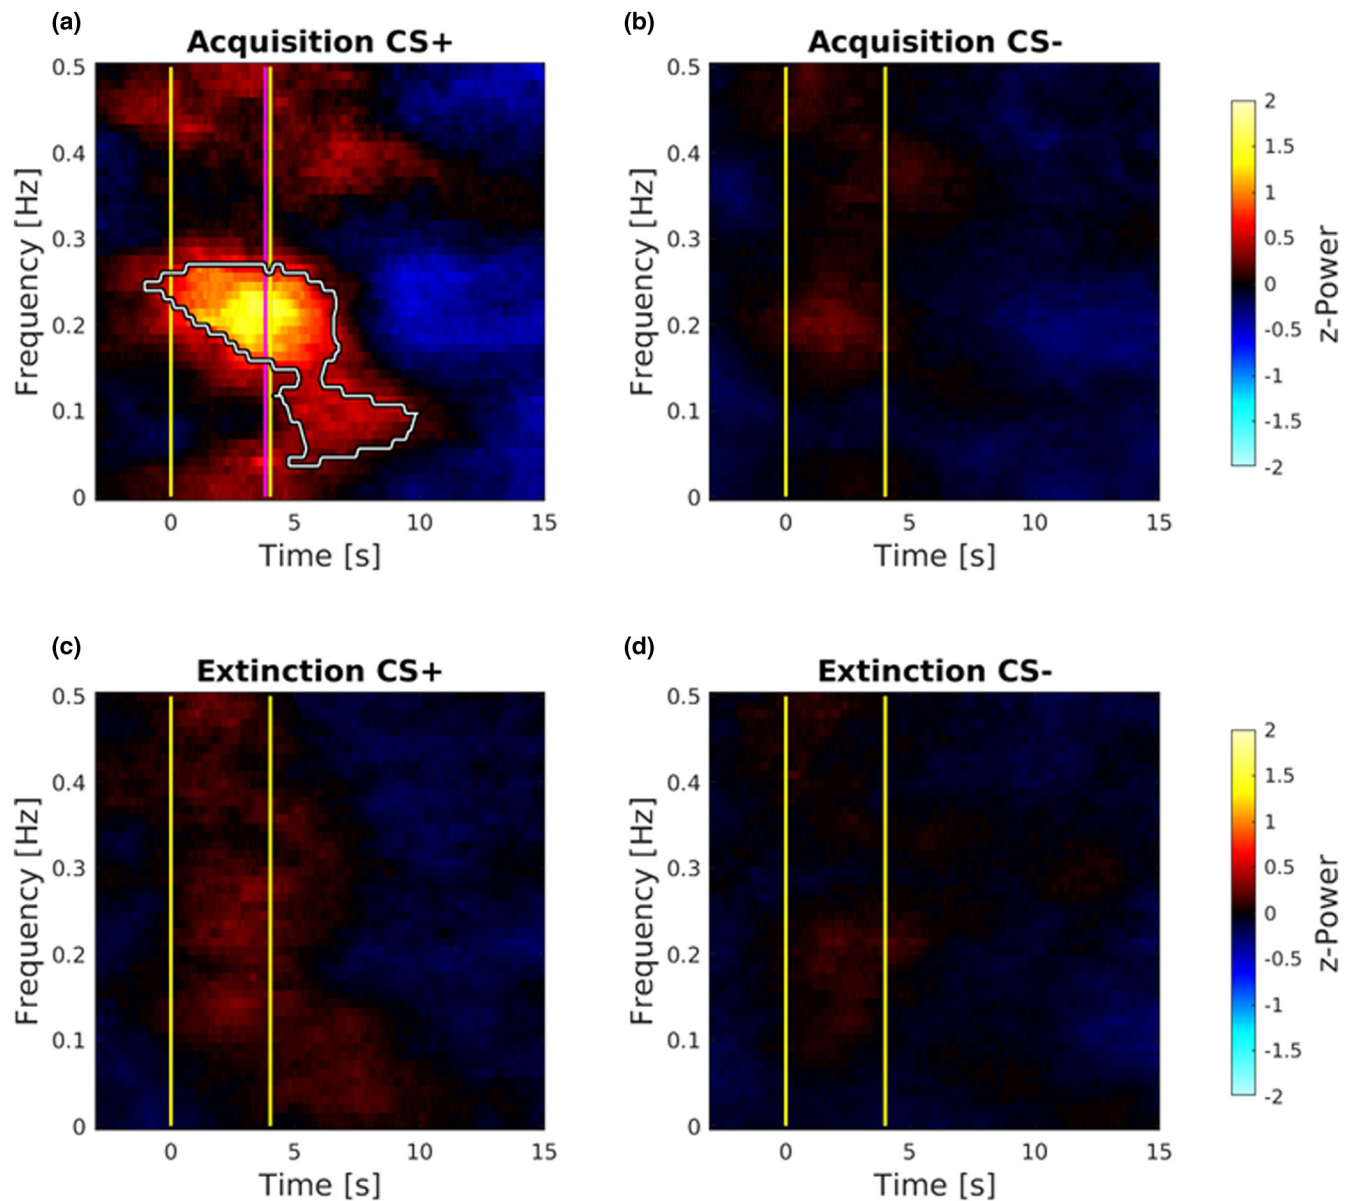 (a)
Acquisition CS+
0.5
0.4
0.3
0.2
0.1
0
Frequency [Hz]
0 5 10 15
Time [s]
(b)
Acquisition CS-
0.5
0.4
0.3
0.2
0.1
0
Frequency [Hz]
0 5 10 15
Time [s]
2
1.5
1
0.5
0
-0.5
-1
-1.5
-2
z-Power
(c)
Extinction CS+
0.5
0.4
0.3
0.2
0.1
0
Frequency [Hz]
0 5 10 15
Time [s]
(d)
Extinction CS-
0.5
0.4
0.3
0.2
0.1
0
Frequency [Hz]
0 5 10 15
Time [s]
2
1.5
1
0.5
0
-0.5
-1
-1.5
-2
z-Power